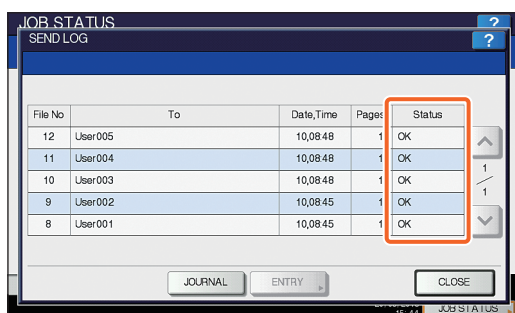 JOB STATUS ?
SEND LOG ?
File No To Date,Time Pages Status
12 User005 10,08:48 1 OK
11 User004 10,08:48 1 OK
10 User003 10,08:48 1 OK
9 User002 10,08:45 1 OK
8 User001 10,08:45 1 OK
1
1
JOURNAL ENTRY CLOSE
15:44 JOB STATUS